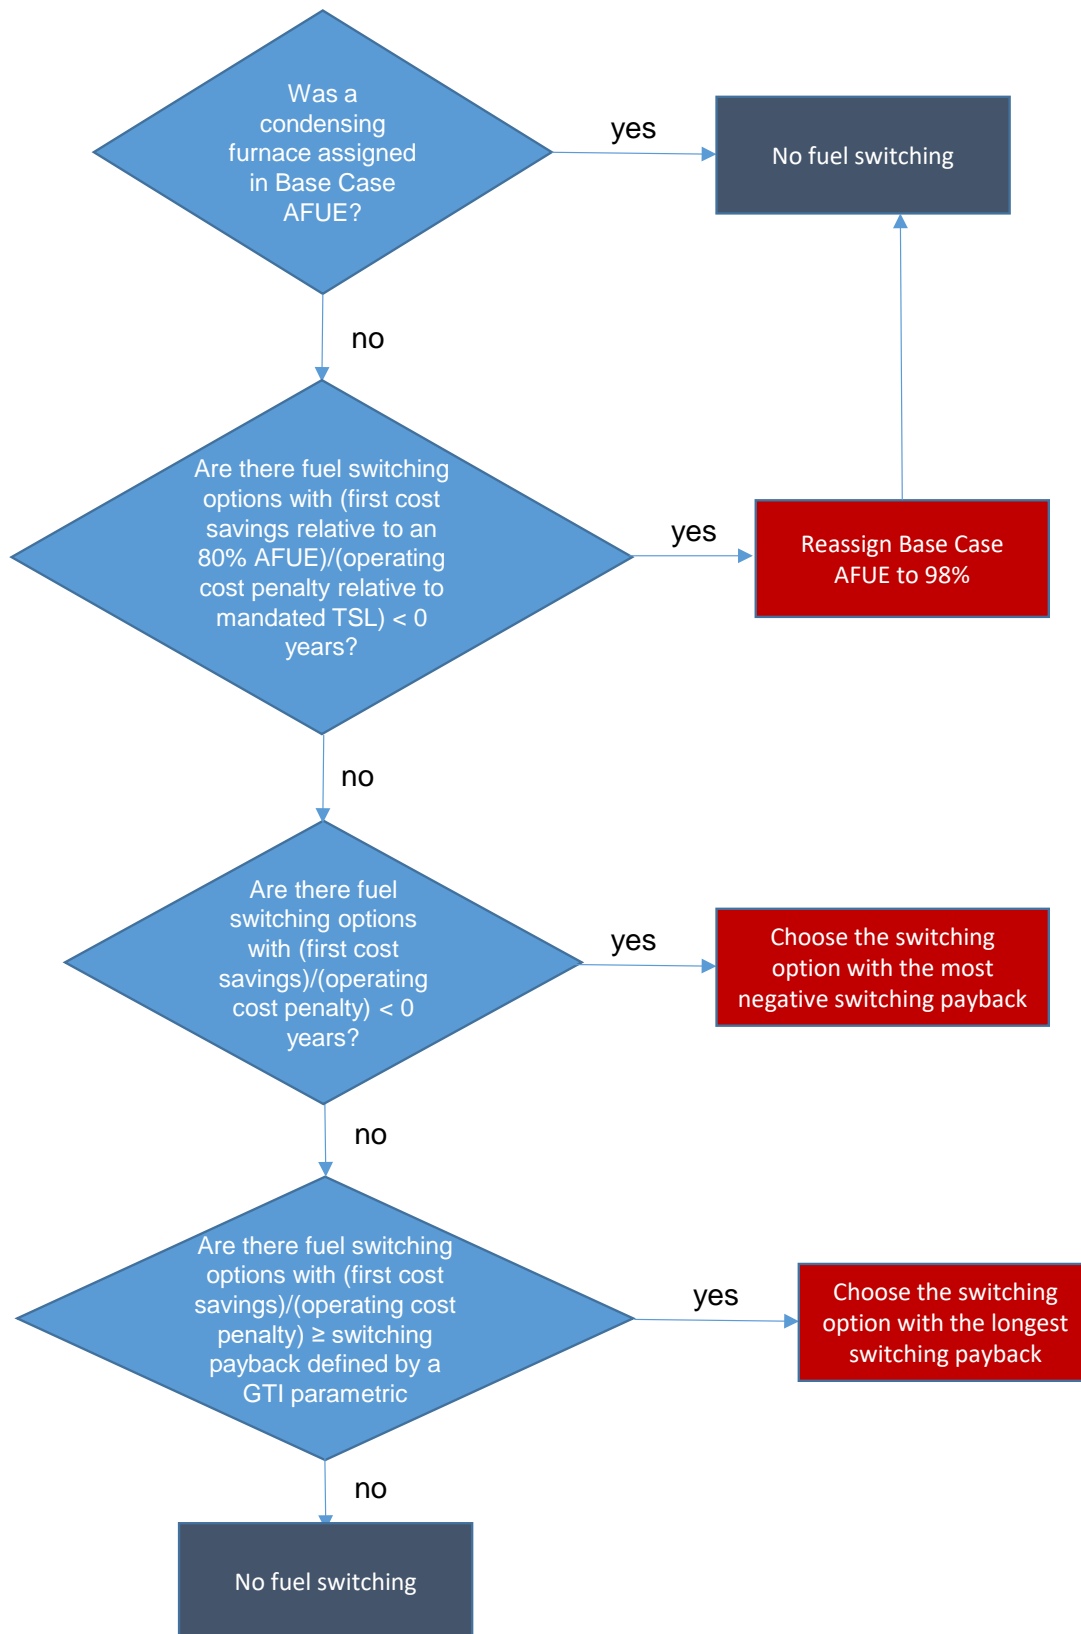 Was a
condensing
furnace assigned
in Base Case
AFUE?
yes
No fuel switching
no
Are there fuel switching
options with (first cost
savings relative to an
80% AFUE)/(operating
cost penalty relative to
mandated TSL) < 0
years?
yes
Reassign Base Case
AFUE to 98%
no
Are there fuel
switching options
with (first cost
savings)/(operating
cost penalty) < 0
years?
yes
Choose the switching
option with the most
negative switching payback
no
Are there fuel switching
options with (first cost
savings)/(operating cost
penalty) ≥ switching
payback defined by a
GTI parametric
yes
Choose the switching
option with the longest
switching payback
no
No fuel switching